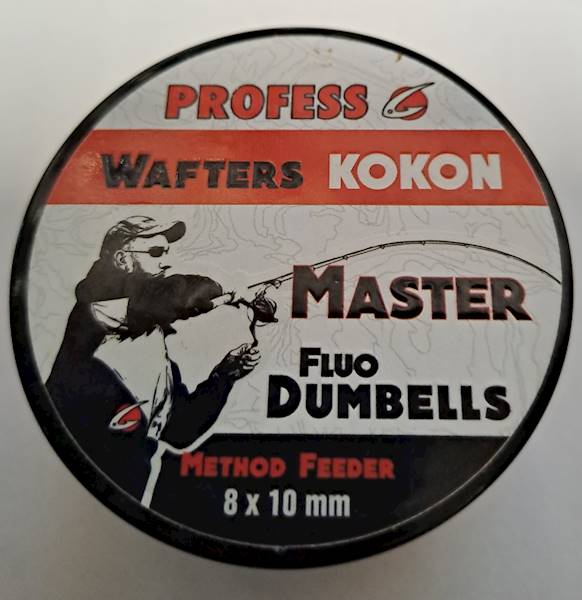 PROFESS
WAFTERS KOKON
MASTER
FLUO
DUMBELLS
METHOD FEEDER
8 x 10 mm